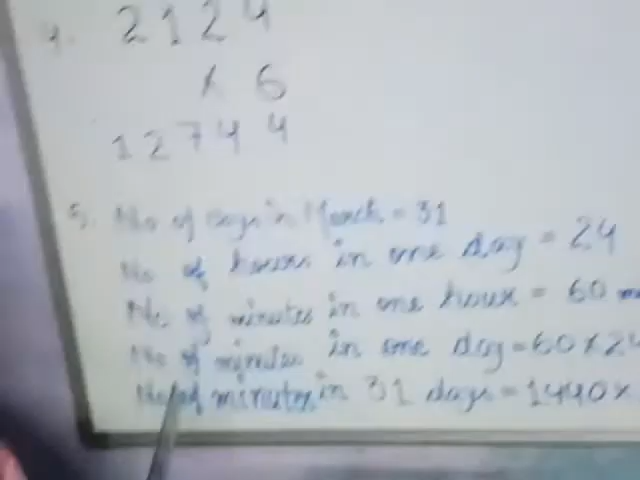 4. 2124
× 6
12744
5. No of days in March = 31
No of hours in one day = 24
No of minutes in one hour = 60
No of minutes in one day = 60 × 24
No of minutes in 31 days = 1440 ×